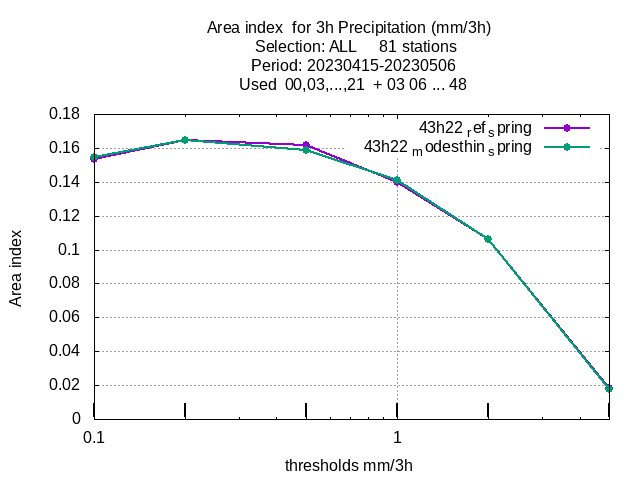 Area index  for 3h Precipitation (mm/3h)
Selection: ALL     81 stations
Period: 20230415-20230506
Used  00,03,...,21  + 03 06 ... 48
0.18
0.16
0.14
0.12
0.1
0.08
0.06
0.04
0.02
0
Area index
43h22 ref spring
43h22 modesthin spring
0.1
1
thresholds mm/3h